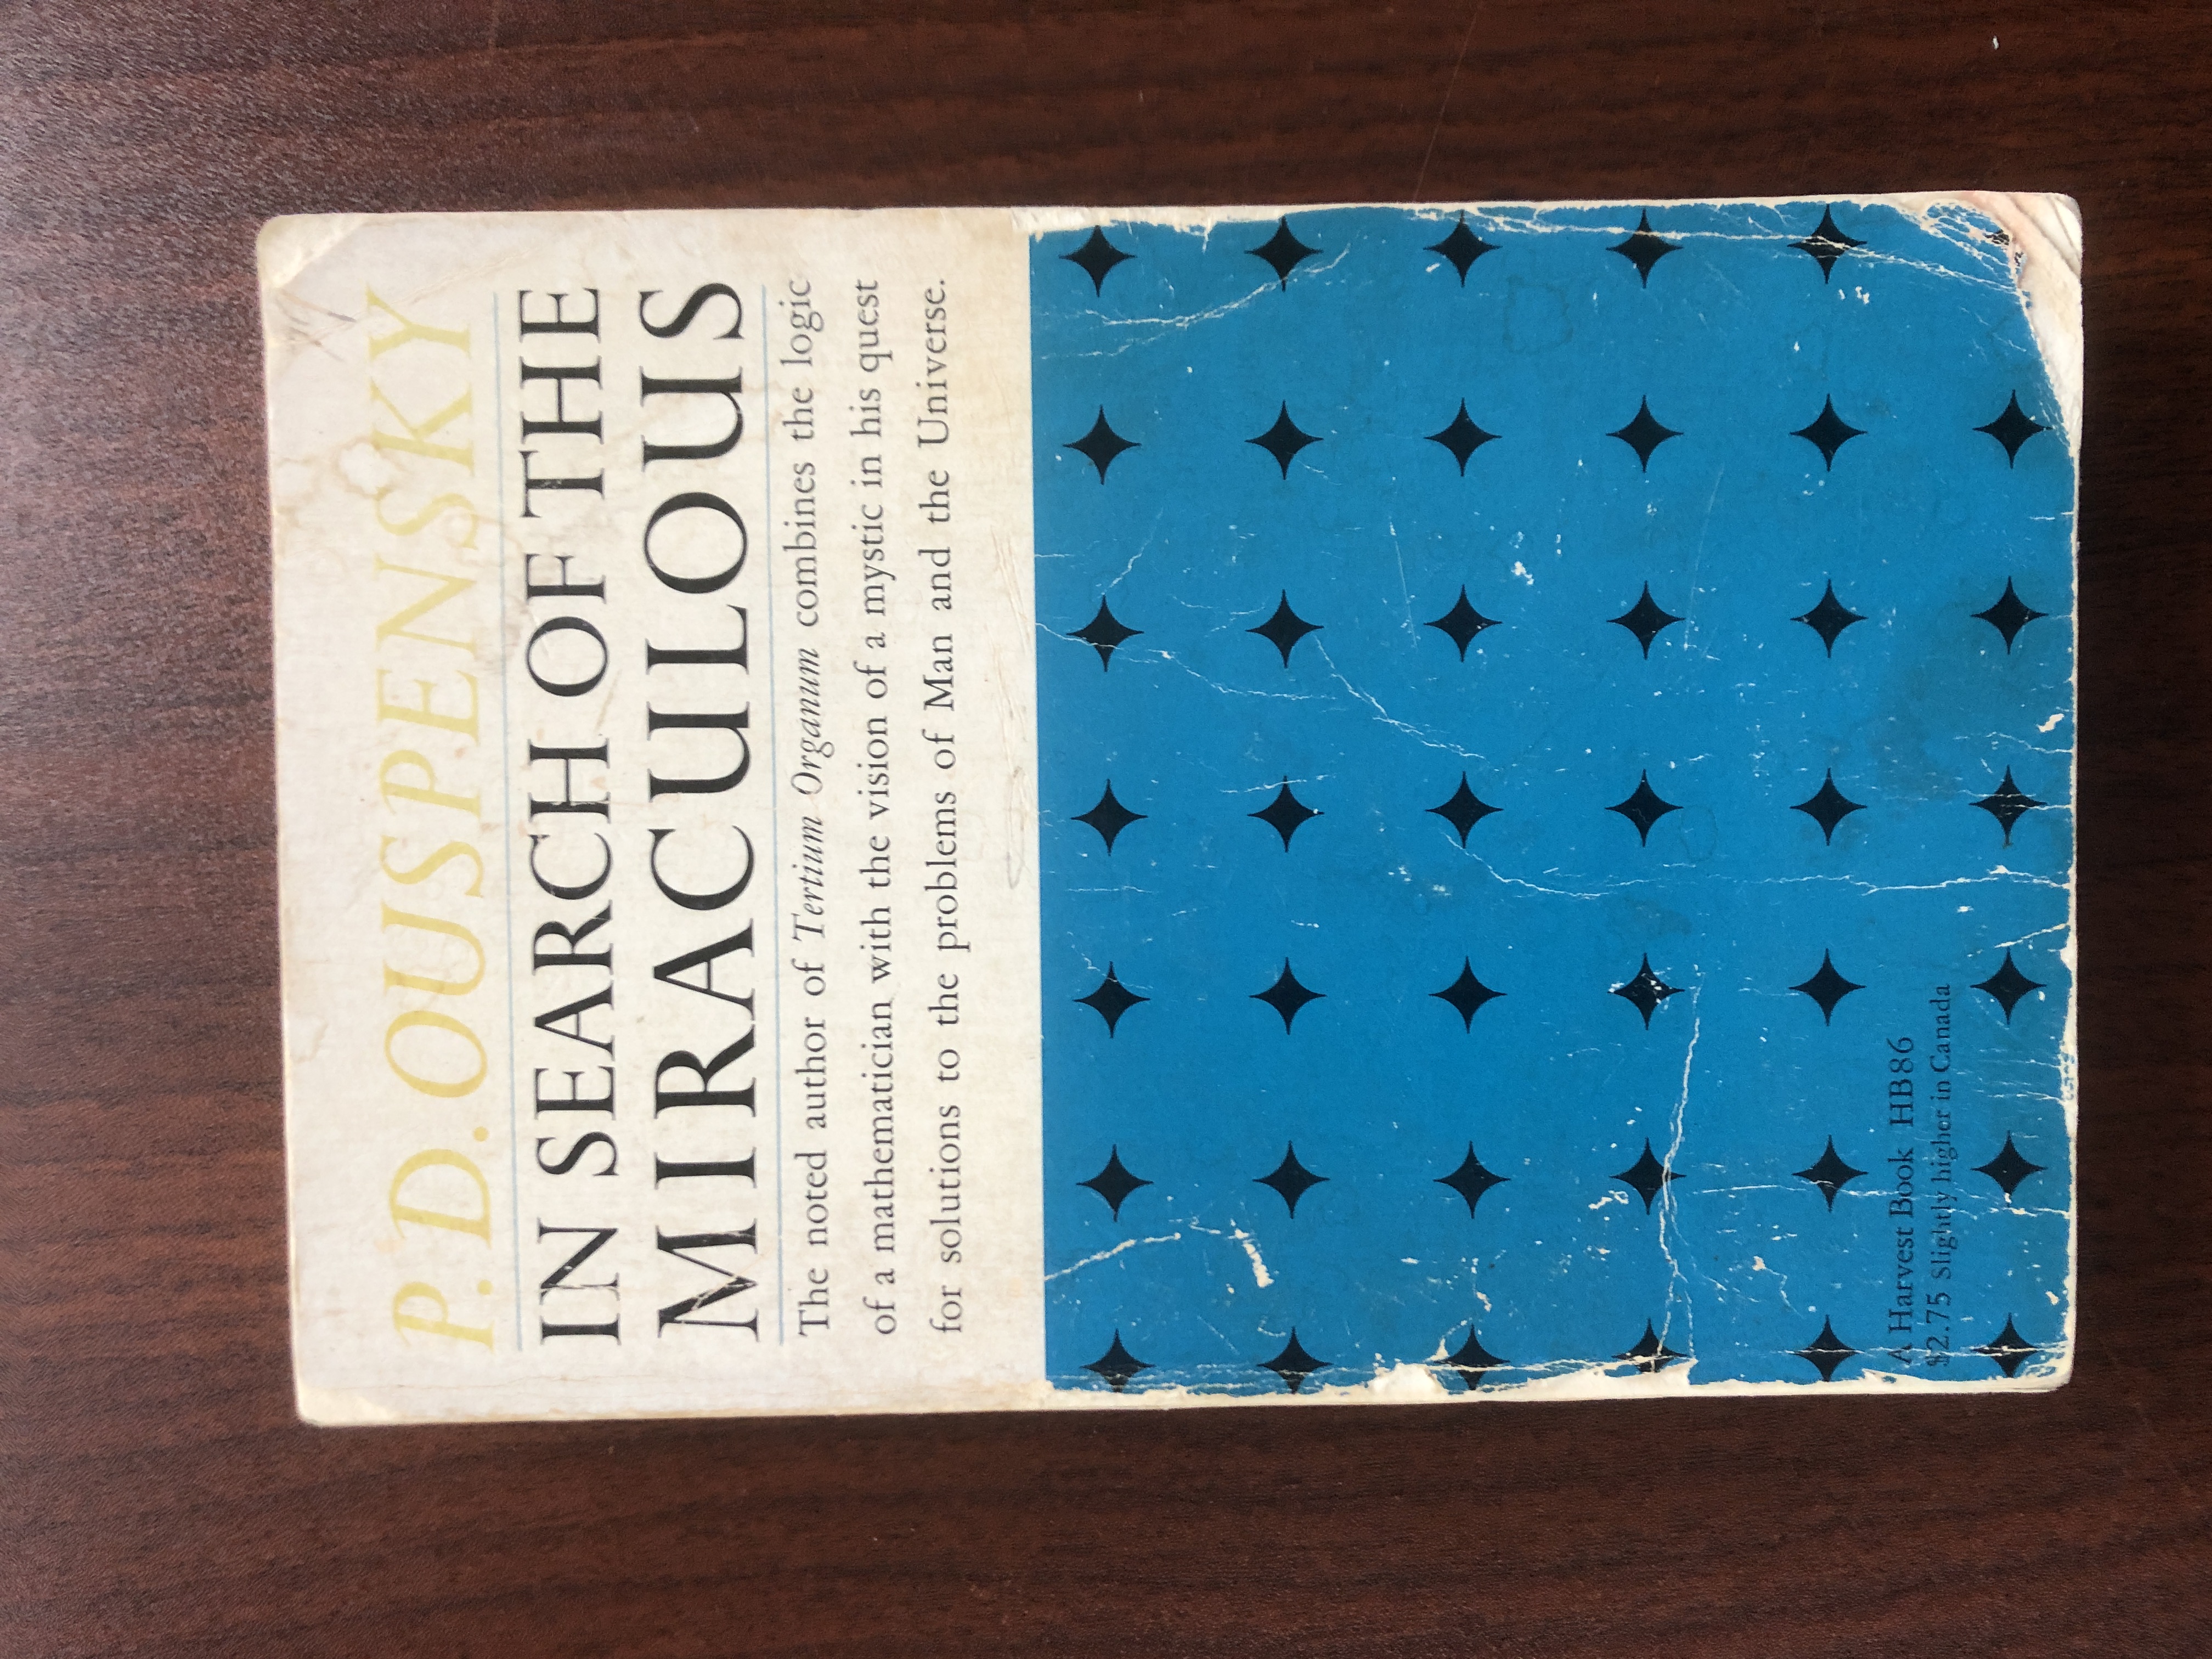 P. D. OUSPENSKY
IN SEARCH OF THE
MIRACULOUS
The noted author of Tertium Organum combines the logic
of a mathematician with the vision of a mystic in his quest
for solutions to the problems of Man and the Universe.
A Harvest Book HB86
$2.75 Slightly higher in Canada